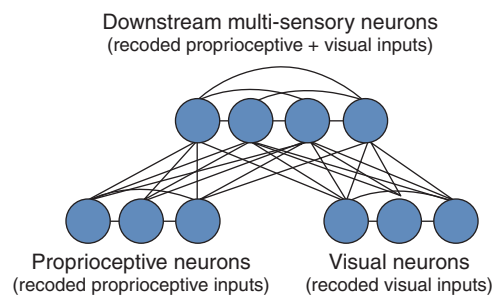 Downstream multi-sensory neurons
(recoded proprioceptive + visual inputs)
Proprioceptive neurons
(recoded proprioceptive inputs)
Visual neurons
(recoded visual inputs)